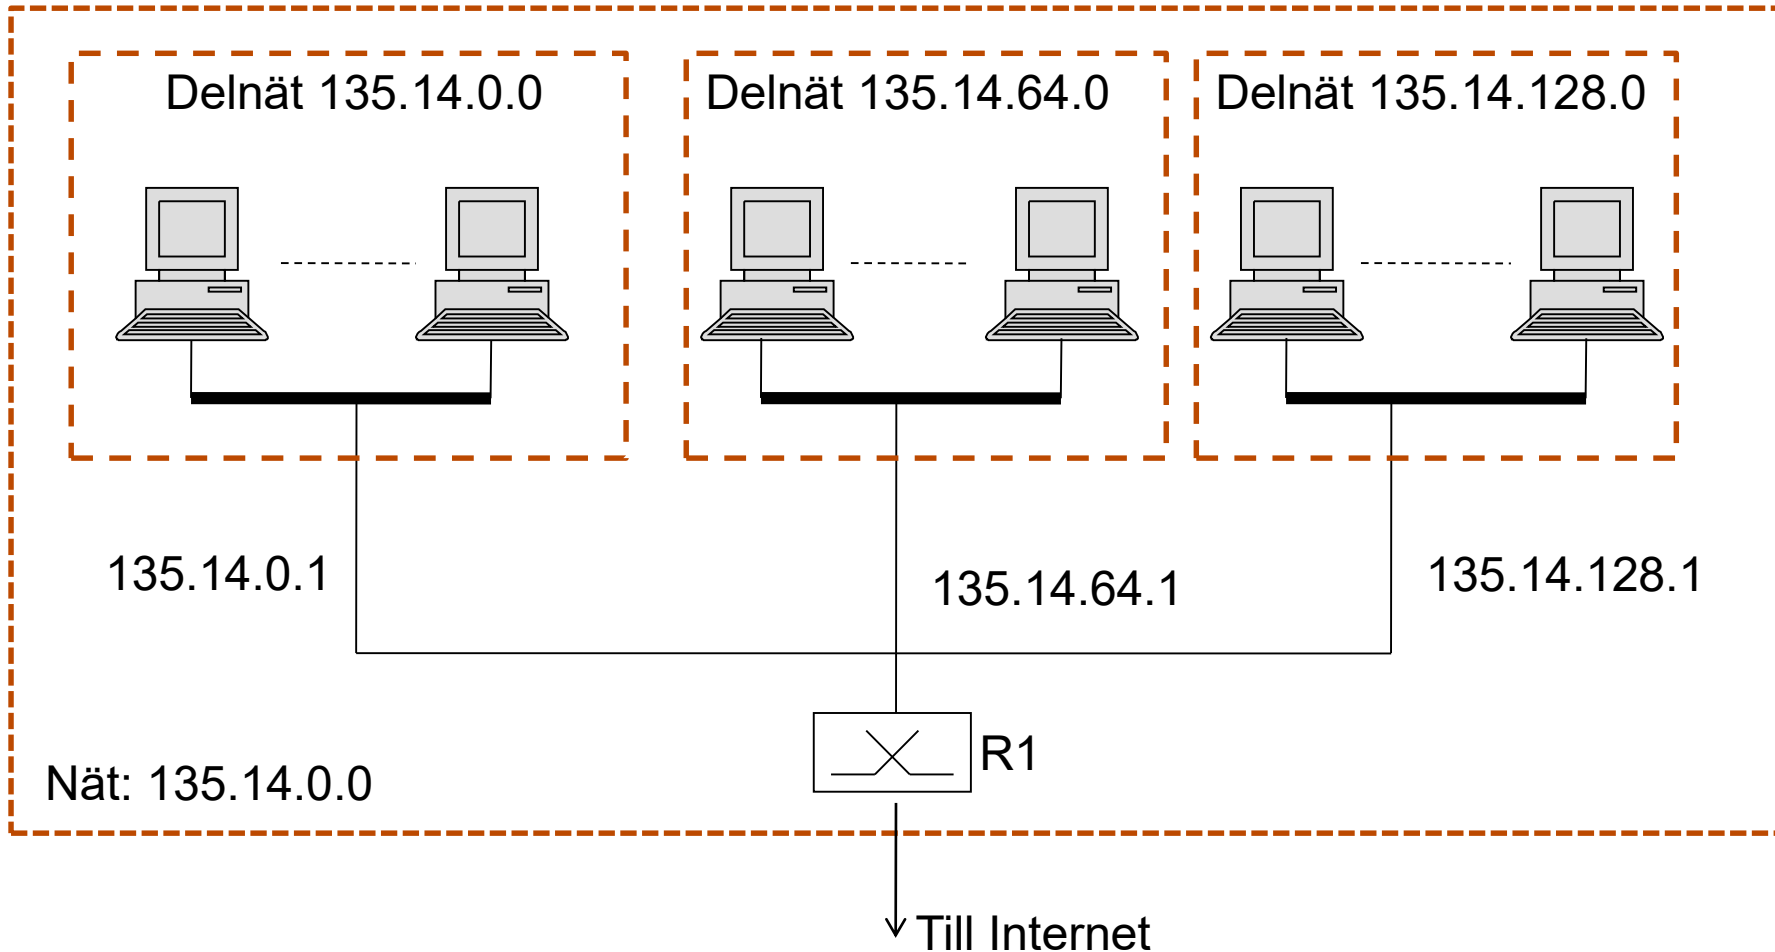 Delnät 135.14.0.0
Delnät 135.14.64.0
Delnät 135.14.128.0
135.14.0.1
135.14.64.1
135.14.128.1
R1
Nät: 135.14.0.0
Till Internet